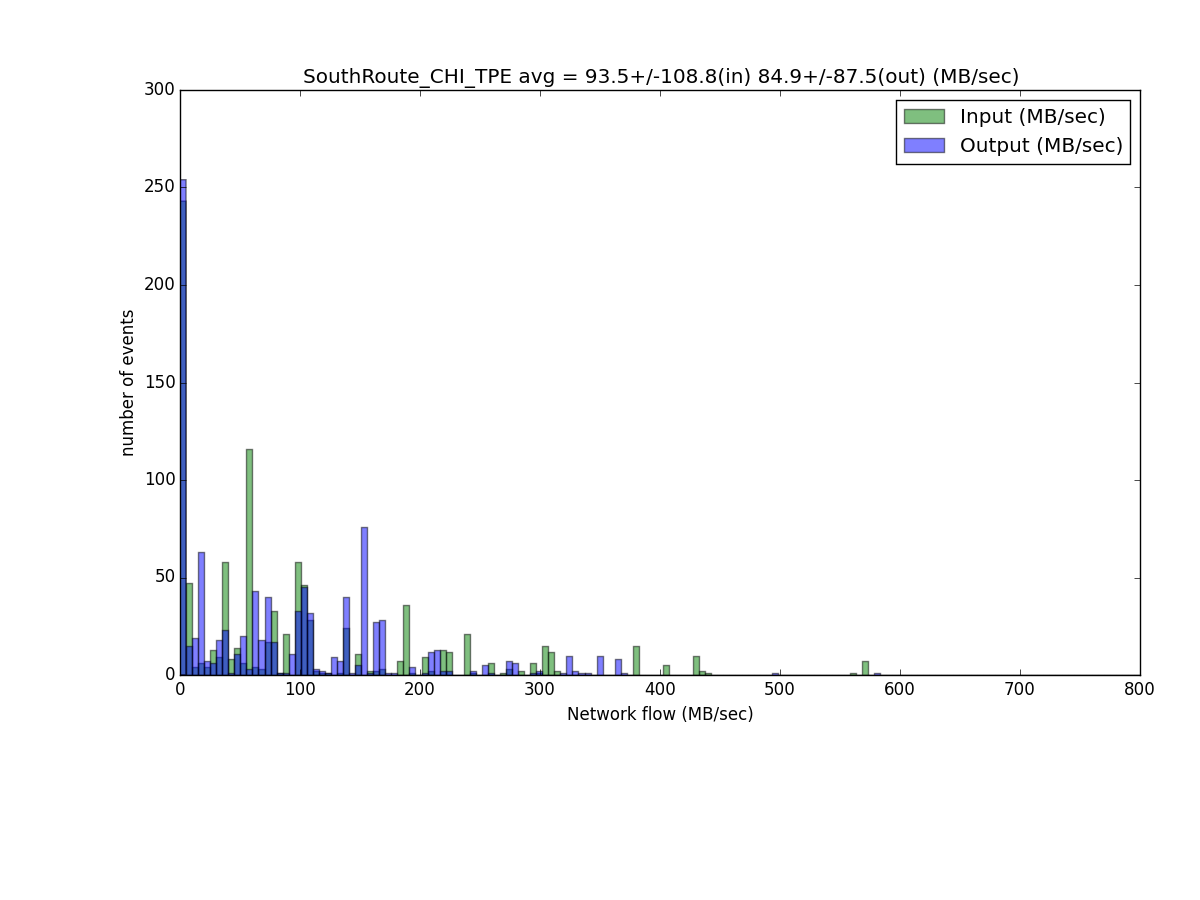 SouthRoute_CHI_TPE avg = 93.5+/-108.8(in) 84.9+/-87.5(out) (MB/sec)
300
250
200
150
100
50
0
number of events
Input (MB/sec)
Output (MB/sec)
0 100 200 300 400 500 600 700 800
Network flow (MB/sec)